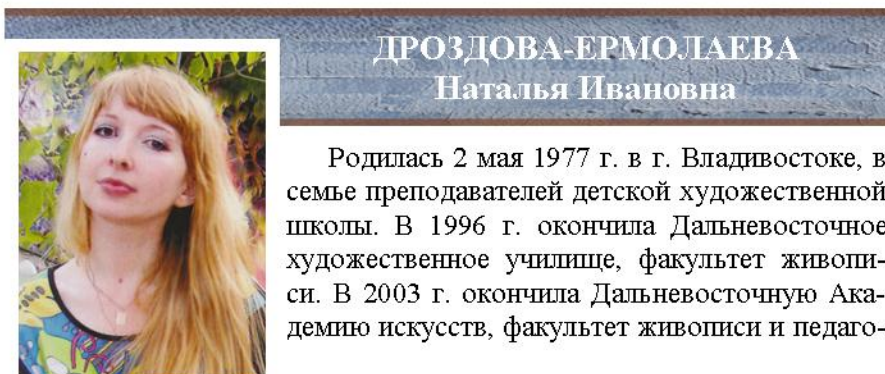 ДРОЗДОВА-ЕРМОЛАЕВА
Наталья Ивановна
Родилась 2 мая 1977 г. в г. Владивостоке, в
семье преподавателей детской художественной
школы. В 1996 г. окончила Дальневосточное
художественное училище, факультет живопи-
си. В 2003 г. окончила Дальневосточную Ака-
демию искусств, факультет живописи и педаго-